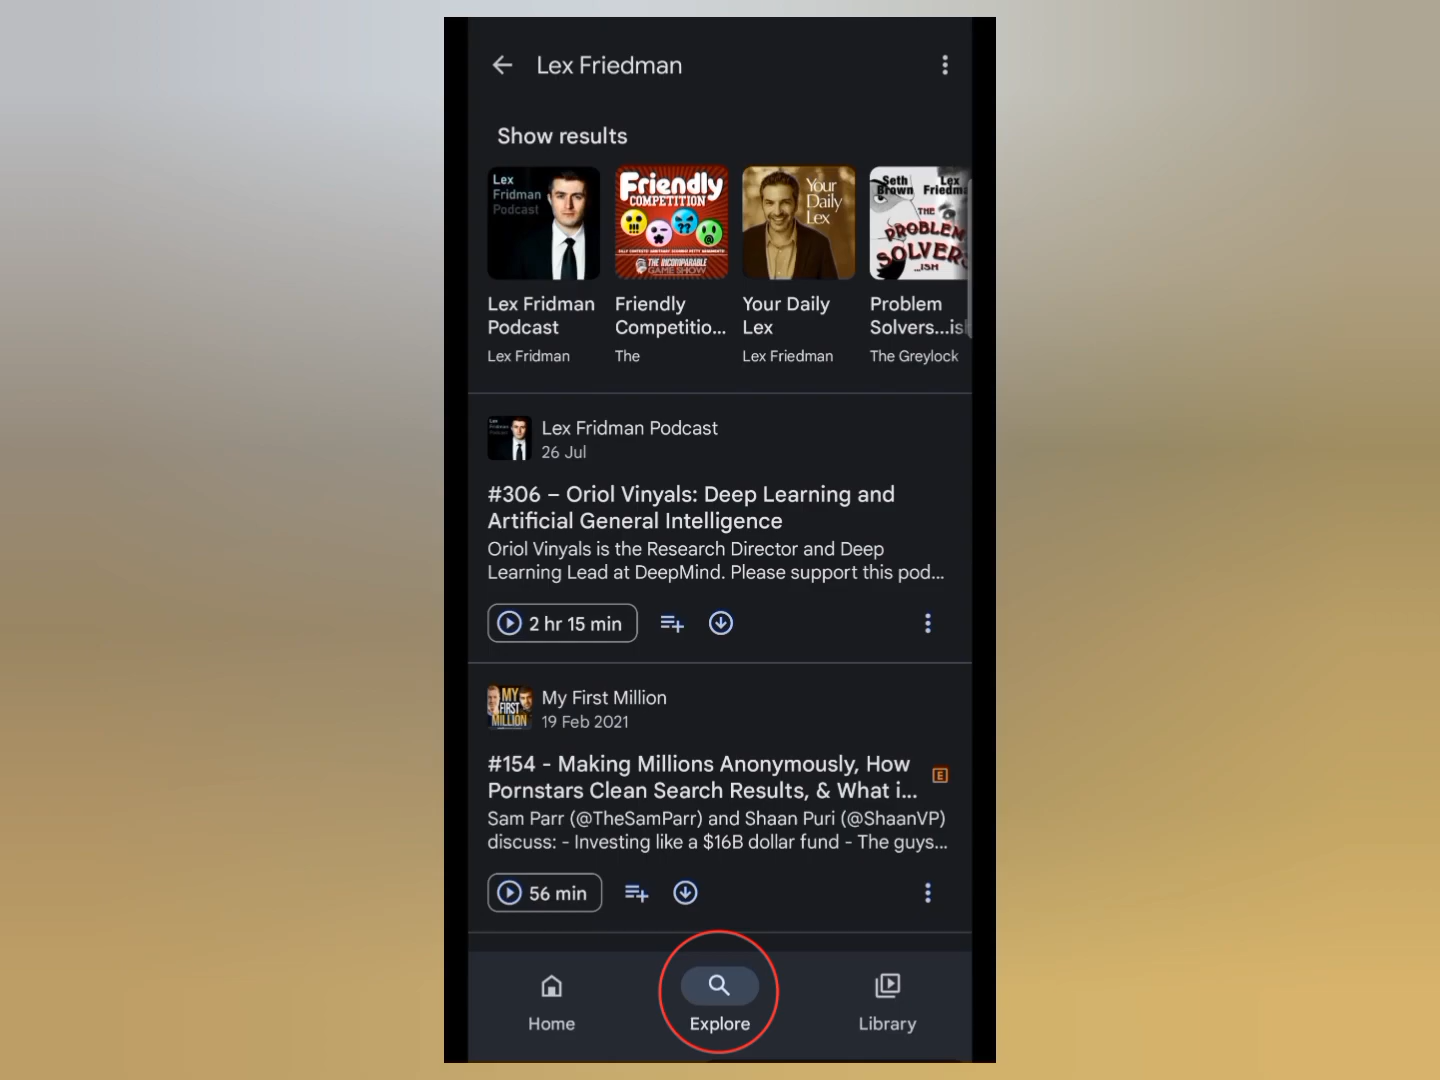 Lex Friedman
Show results
Lex
Fridman
Podcast
Friendly
COMPETITION
THE INCOMPARABLE
GAME SHOW
Your
Daily
Lex
Seth
Brown
Lex
THE
PROBLEM
...ISH
Lex Fridman
Podcast
Lex Fridman
Friendly
Competitio...
The
Your Daily
Lex
Lex Friedman
Problem
Solvers...ish
The Greylock
Lex Fridman Podcast
26 Jul
#306 – Oriol Vinyals: Deep Learning and
Artificial General Intelligence
Oriol Vinyals is the Research Director and Deep
Learning Lead at DeepMind. Please support this pod...
2 hr 15 min
MY
FIRST
MILLION
My First Million
19 Feb 2021
#154 - Making Millions Anonymously, How
Pornstars Clean Search Results, & What i...
E
Sam Parr (@TheSamParr) and Shaan Puri (@ShaanVP)
discuss: - Investing like a $16B dollar fund - The guys...
56 min
Home
Explore
Library